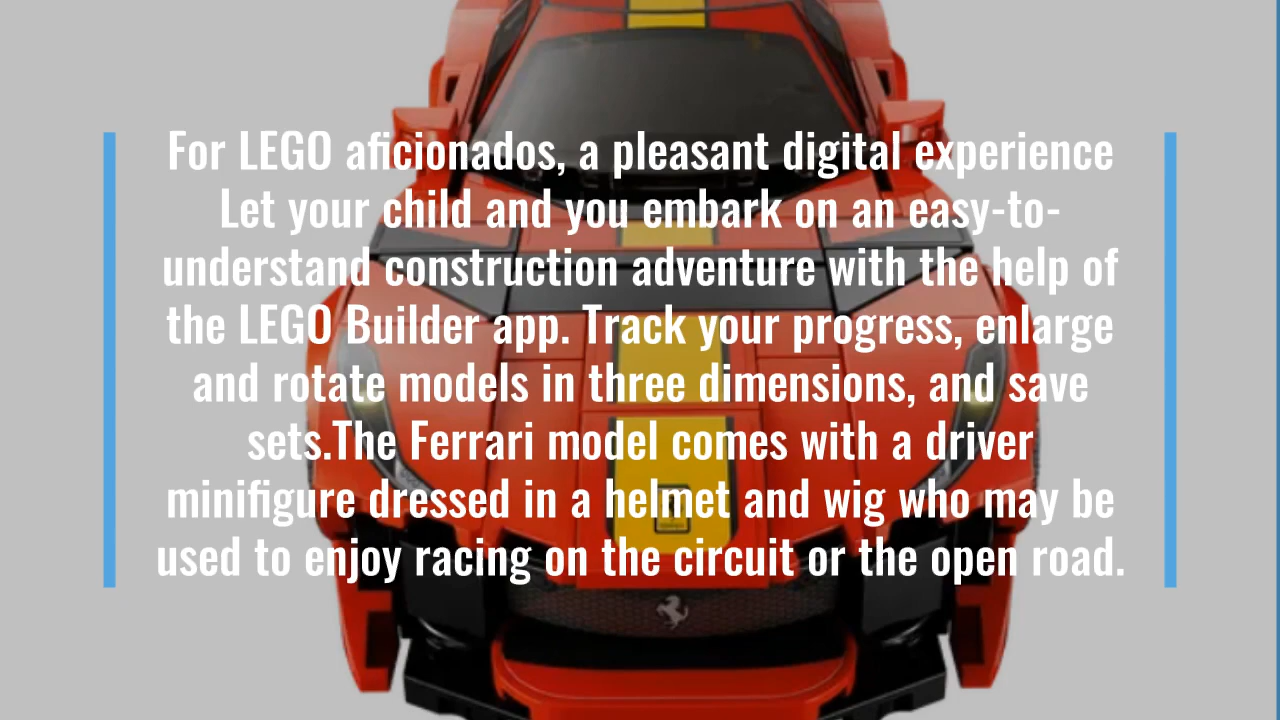 For LEGO aficionados, a pleasant digital experience
Let your child and you embark on an easy-to-
understand construction adventure with the help of
the LEGO Builder app. Track your progress, enlarge
and rotate models in three dimensions, and save
sets.The Ferrari model comes with a driver
minifigure dressed in a helmet and wig who may be
used to enjoy racing on the circuit or the open road.